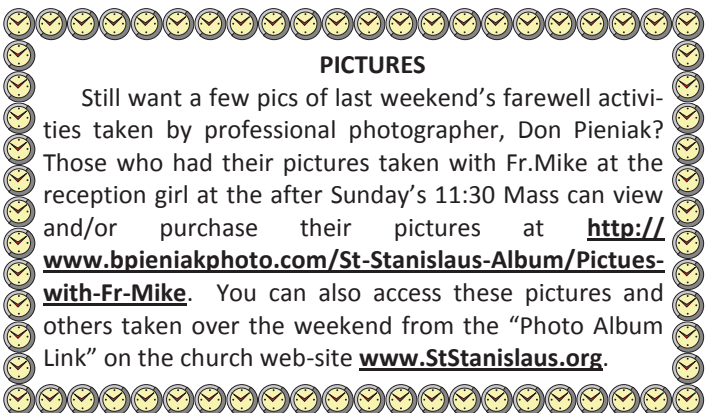 PICTURES
Still want a few pics of last weekend's farewell activi-
ties taken by professional photographer, Don Pieniak?
Those who had their pictures taken with Fr.Mike at the
reception girl at the after Sunday's 11:30 Mass can view
and/or purchase their pictures at http://
www.bpieniakphoto.com/St-Stanislaus-Album/Pictues-
with-Fr-Mike. You can also access these pictures and
others taken over the weekend from the “Photo Album
Link” on the church web-site www.StStanislaus.org.